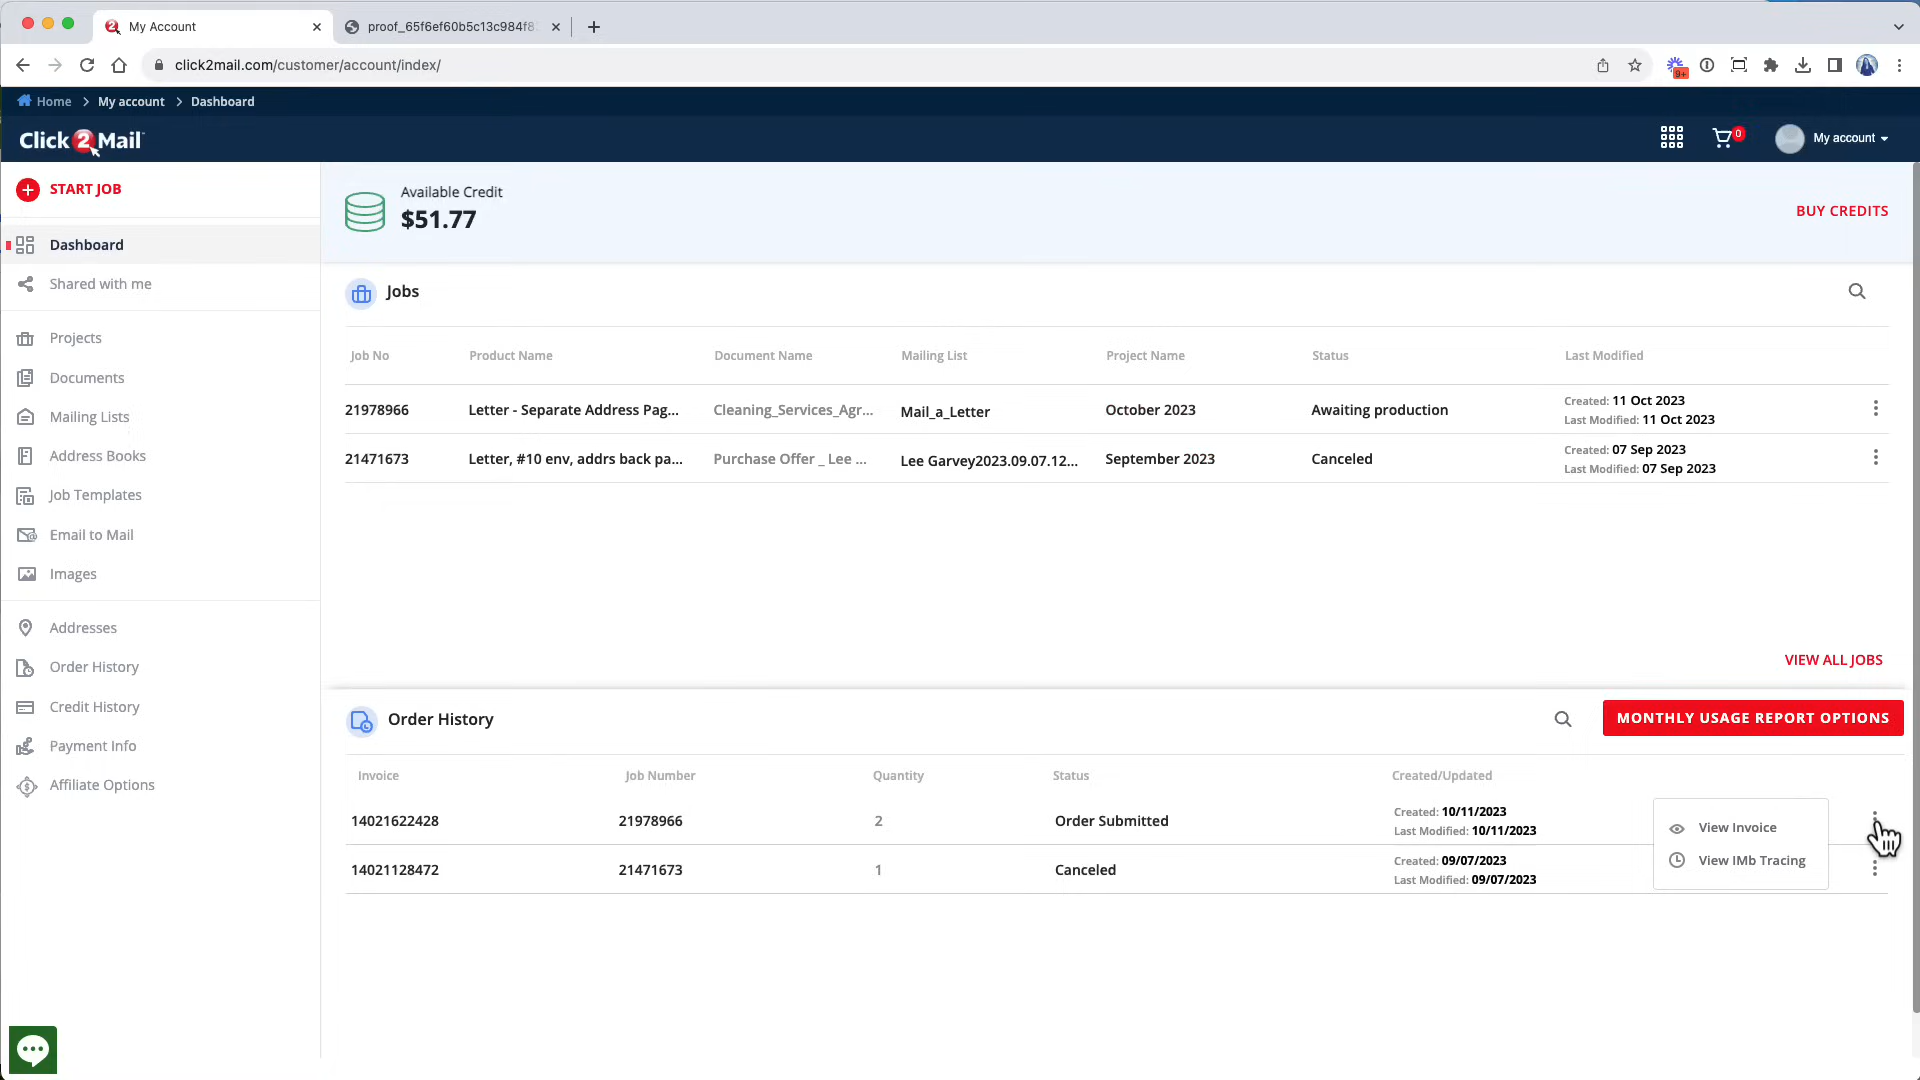 My Account
proof_65f6ef60b5c13c984f8
click2mail.com/customer/account/index/
9+
Home > My account > Dashboard
Click2Mail
0
My account
START JOB
Dashboard
Shared with me
Projects
Documents
Mailing Lists
Address Books
Job Templates
Email to Mail
Images
Addresses
Order History
Credit History
Payment Info
Affiliate Options
Available Credit
$51.77
BUY CREDITS
Jobs
Job No Product Name Document Name Mailing List Project Name Status Last Modified
21978966 Letter - Separate Address Pag... Cleaning_Services_Agr... Mail_a_Letter October 2023 Awaiting production Created: 11 Oct 2023
Last Modified: 11 Oct 2023
21471673 Letter, #10 env, addrs back pa... Purchase Offer _ Lee ... Lee Garvey2023.09.07.12... September 2023 Canceled Created: 07 Sep 2023
Last Modified: 07 Sep 2023
VIEW ALL JOBS
Order History
MONTHLY USAGE REPORT OPTIONS
Invoice Job Number Quantity Status Created/Updated
14021622428 21978966 2 Order Submitted Created: 10/11/2023
Last Modified: 10/11/2023
View Invoice
View IMb Tracing
14021128472 21471673 1 Canceled Created: 09/07/2023
Last Modified: 09/07/2023